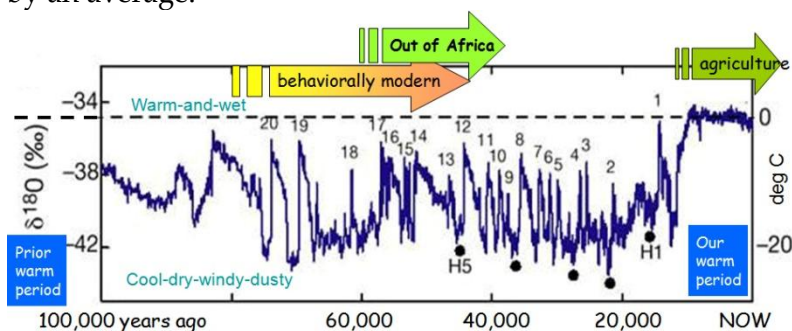 by an average.
Out of Africa
behaviorally modern
agriculture
Warm-and-wet
−34
−38
−42
δ18O (‰)
20 19 18 17 16 15 14 13 12 11 10 9 8 7 6 5 4 3 2 1
0
−20
deg C
H5
H1
Prior
warm
period
Cool-dry-windy-dusty
Our
warm
period
100,000 years ago 60,000 40,000 20,000 NOW